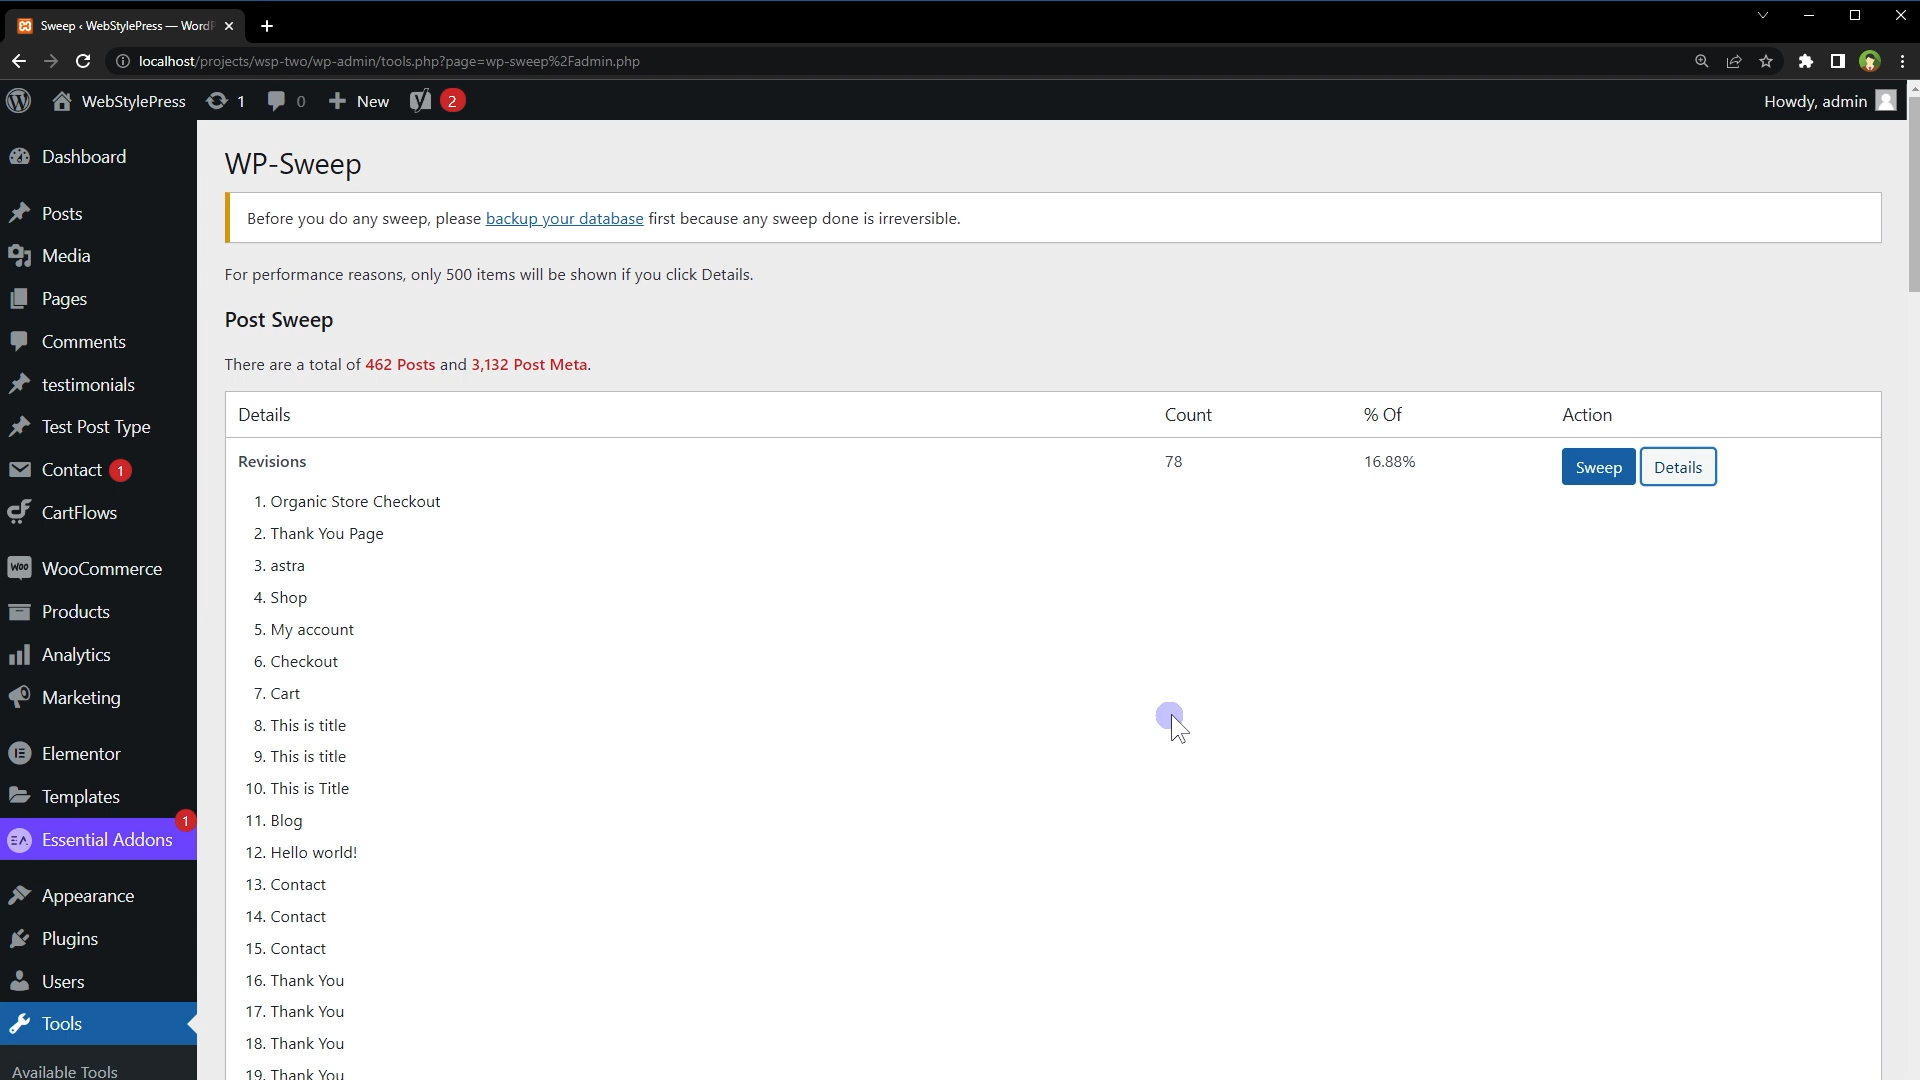 Sweep ‹ WebStylePress — WordP
localhost/projects/wsp-two/wp-admin/tools.php?page=wp-sweep%2Fadmin.php
WebStylePress 1 0 New 2 Howdy, admin
Dashboard
Posts
Media
Pages
Comments
testimonials
Test Post Type
Contact 1
CartFlows
WooCommerce
Products
Analytics
Marketing
Elementor
Templates
Essential Addons 1
Appearance
Plugins
Users
Tools
Available Tools
WP-Sweep
Before you do any sweep, please backup your database first because any sweep done is irreversible.
For performance reasons, only 500 items will be shown if you click Details.
Post Sweep
There are a total of 462 Posts and 3,132 Post Meta.
Details Count % Of Action
Revisions 78 16.88% Sweep Details
1. Organic Store Checkout
2. Thank You Page
3. astra
4. Shop
5. My account
6. Checkout
7. Cart
8. This is title
9. This is title
10. This is Title
11. Blog
12. Hello world!
13. Contact
14. Contact
15. Contact
16. Thank You
17. Thank You
18. Thank You
19. Thank You